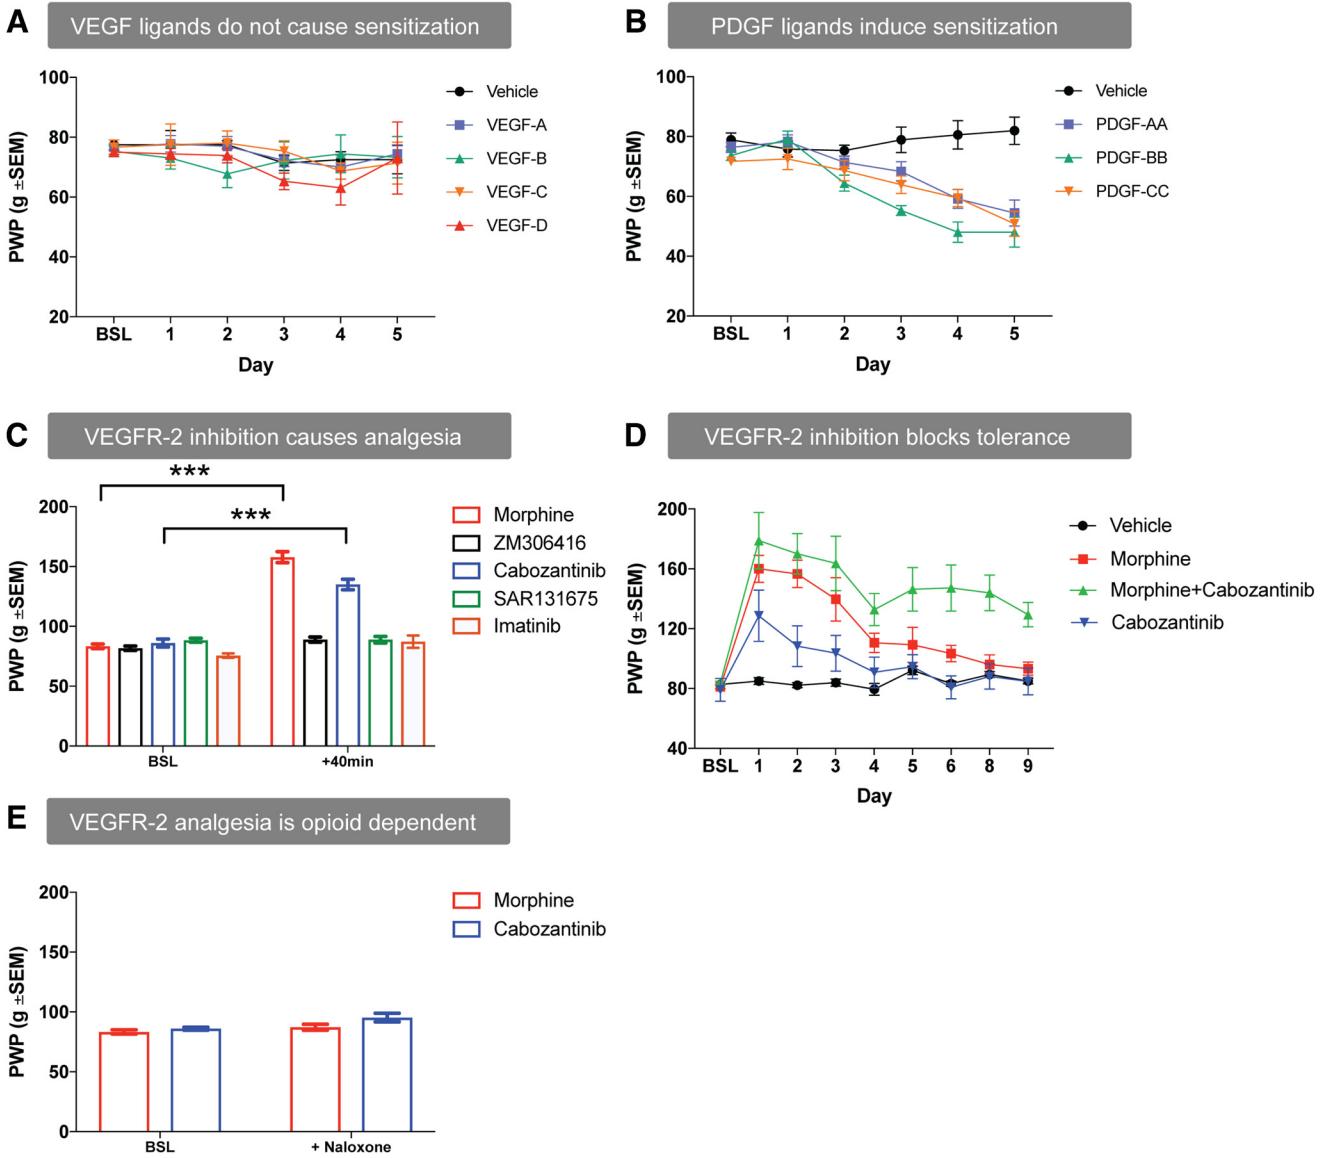 A
VEGF ligands do not cause sensitization
PWP (g ±SEM)
100
80
60
40
20
BSL 1 2 3 4 5
Day
Vehicle
VEGF-A
VEGF-B
VEGF-C
VEGF-D
B
PDGF ligands induce sensitization
PWP (g ±SEM)
100
80
60
40
20
BSL 1 2 3 4 5
Day
Vehicle
PDGF-AA
PDGF-BB
PDGF-CC
C
VEGFR-2 inhibition causes analgesia
***
***
PWP (g ±SEM)
200
150
100
50
0
BSL +40min
Morphine
ZM306416
Cabozantinib
SAR131675
Imatinib
D
VEGFR-2 inhibition blocks tolerance
PWP (g ±SEM)
200
160
120
80
40
BSL 1 2 3 4 5 6 8 9
Day
Vehicle
Morphine
Morphine+Cabozantinib
Cabozantinib
E
VEGFR-2 analgesia is opioid dependent
PWP (g ±SEM)
200
150
100
50
0
BSL + Naloxone
Morphine
Cabozantinib